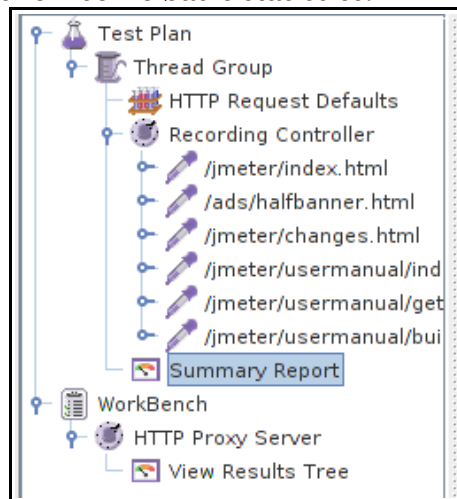 Test Plan
Thread Group
HTTP Request Defaults
Recording Controller
/jmeter/index.html
/ads/halfbanner.html
/jmeter/changes.html
/jmeter/usermanual/ind
/jmeter/usermanual/get
/jmeter/usermanual/bui
Summary Report
WorkBench
HTTP Proxy Server
View Results Tree